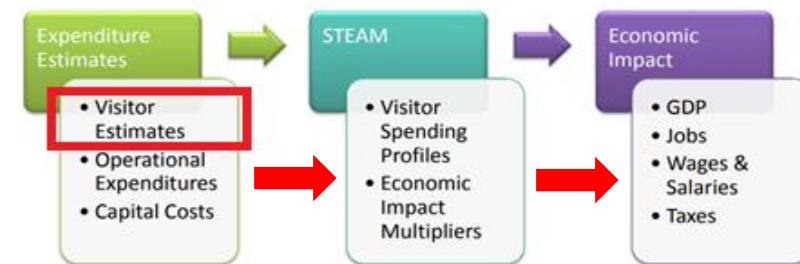 Expenditure
Estimates
• Visitor
Estimates
• Operational
Expenditures
• Capital Costs
STEAM
• Visitor
Spending
Profiles
• Economic
Impact
Multipliers
Economic
Impact
• GDP
• Jobs
• Wages &
Salaries
• Taxes